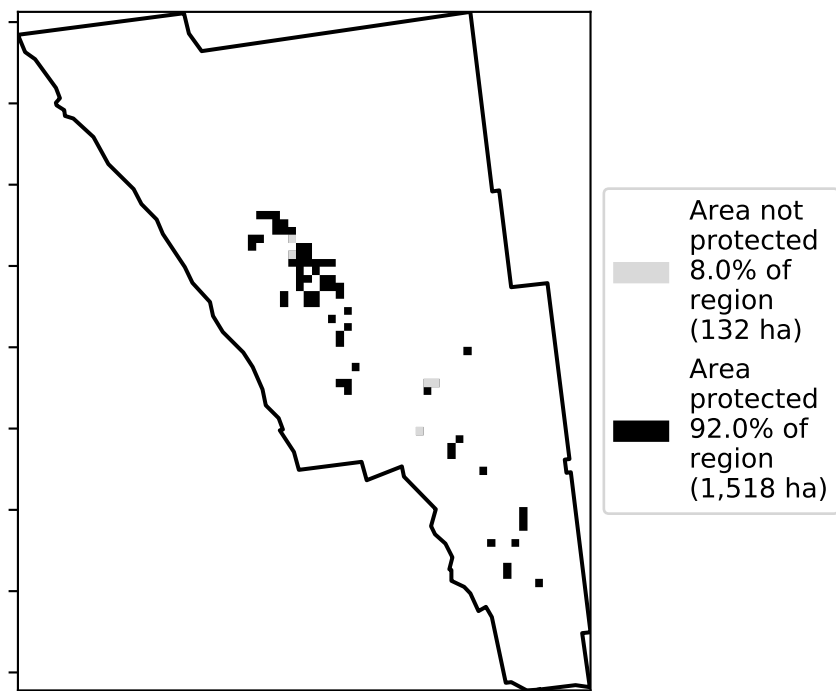 Area not
protected
8.0% of
region
(132 ha)
Area
protected
92.0% of
region
(1,518 ha)